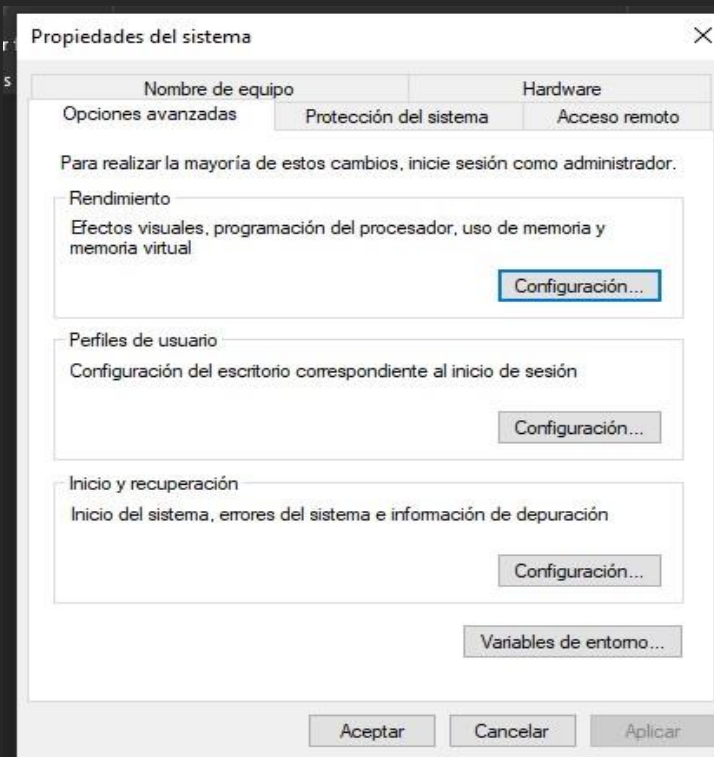 Propiedades del sistema
Nombre de equipo Hardware
Opciones avanzadas Protección del sistema Acceso remoto
Para realizar la mayoría de estos cambios, inicie sesión como administrador.
Rendimiento
Efectos visuales, programación del procesador, uso de memoria y
memoria virtual
Configuración...
Perfiles de usuario
Configuración del escritorio correspondiente al inicio de sesión
Configuración...
Inicio y recuperación
Inicio del sistema, errores del sistema e información de depuración
Configuración...
Variables de entorno...
Aceptar Cancelar Aplicar